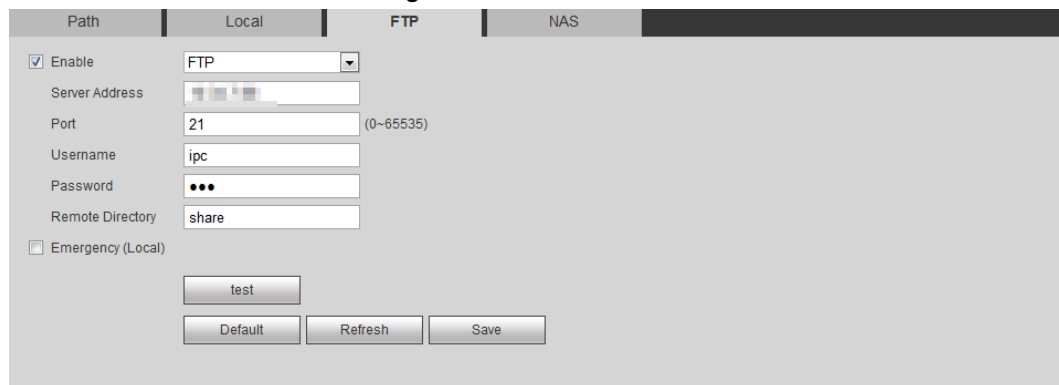 Path Local FTP NAS
Enable FTP
Server Address
Port 21 (0~65535)
Username ipc
Password ●●●
Remote Directory share
Emergency (Local)
test
Default Refresh Save